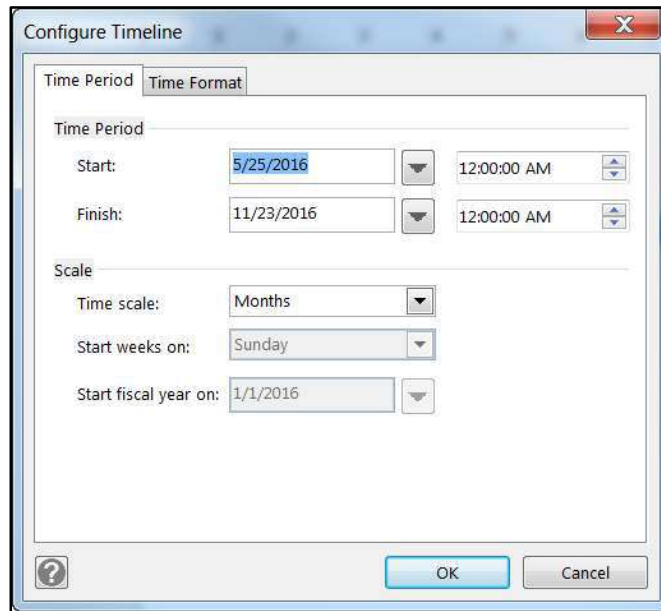 Configure Timeline
Time Period Time Format
Time Period
Start: 5/25/2016 12:00:00 AM
Finish: 11/23/2016 12:00:00 AM
Scale
Time scale: Months
Start weeks on: Sunday
Start fiscal year on: 1/1/2016
OK Cancel